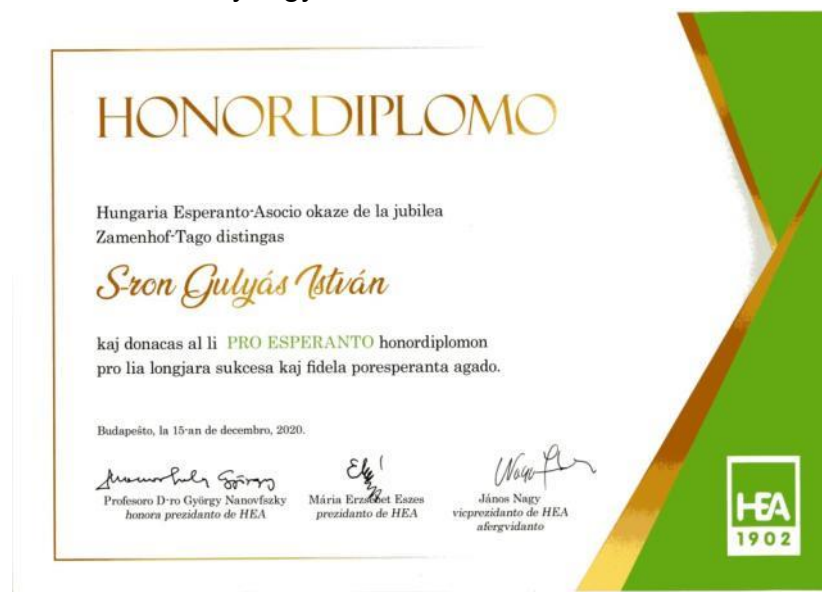 HONORDIPLOMO
Hungaria Esperanto-Asocio okaze de la jubilea
Zamenhof-Tago distingas
S-ron Gulyás István
kaj donacas al li PRO ESPERANTO honordiplomon
pro lia longjara sukcesa kaj fidela poresperanta agado.
Budapeŝto, la 15-an de decembro, 2020.
Profesoro D-ro György Nanovfszky
honora prezidanto de HEA
Mária Erzsébet Eszes
prezidanto de HEA
János Nagy
vicprezidanto de HEA
afergvidanto
HEA
1902